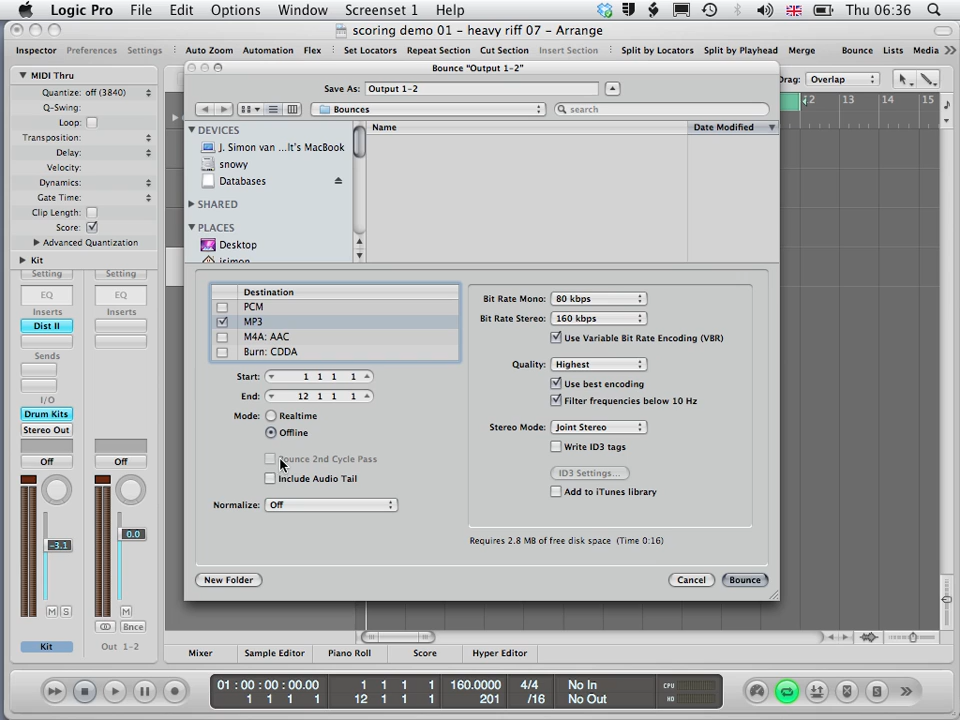 Logic Pro File Edit Options Window Screenset 1 Help Thu 06:36
scoring demo 01 - heavy riff 07 - Arrange
Inspector Preferences Settings Auto Zoom Automation Flex Set Locators Repeat Section Cut Section Insert Section Split by Locators Split by Playhead Merge Bounce Lists Media
MIDI Thru
Bounce "Output 1-2"
Drag: Overlap
Quantize: off (3840)
Save As: Output 1-2
Q-Swing:
Loop:
Bounces
search
12 13 14 15
Transposition:
Delay:
Velocity:
Dynamics:
Gate Time:
Clip Length:
Score:
Advanced Quantization
Kit
Name Date Modified
DEVICES
J. Simon van ...lt's MacBook
snowy
Databases
SHARED
PLACES
Desktop
isimon
Setting Setting
EQ EQ
Inserts Inserts
Dist II
Sends
I/O
Drum Kits
Stereo Out
Off Off
-3.1 0.0
M S M
Bnce
Kit Out 1-2
Destination
PCM
MP3
M4A: AAC
Burn: CDDA
Start: 1 1 1 1
End: 12 1 1 1
Mode: Realtime
Offline
Bounce 2nd Cycle Pass
Include Audio Tail
Normalize: Off
Bit Rate Mono: 80 kbps
Bit Rate Stereo: 160 kbps
Use Variable Bit Rate Encoding (VBR)
Quality: Highest
Use best encoding
Filter frequencies below 10 Hz
Stereo Mode: Joint Stereo
Write ID3 tags
ID3 Settings...
Add to iTunes library
Requires 2.8 MB of free disk space (Time 0:16)
New Folder Cancel Bounce
Mixer Sample Editor Piano Roll Score Hyper Editor
01 : 00 : 00 : 00.00 1 1 1 1 160.0000 4/4 No In CPU
1 1 1 1 12 1 1 1 201 /16 No Out HD
S